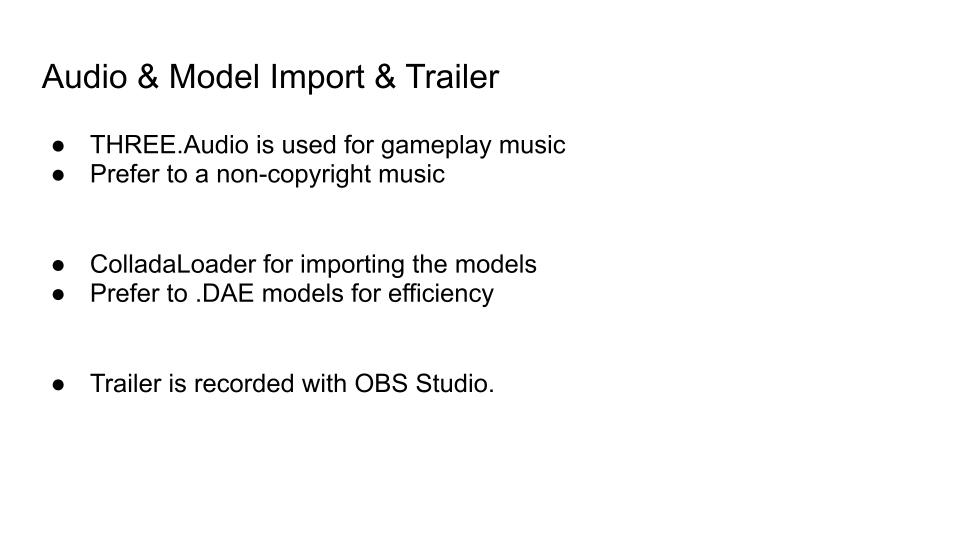 Audio & Model Import & Trailer
● THREE.Audio is used for gameplay music
● Prefer to a non-copyright music
● ColladaLoader for importing the models
● Prefer to .DAE models for efficiency
● Trailer is recorded with OBS Studio.